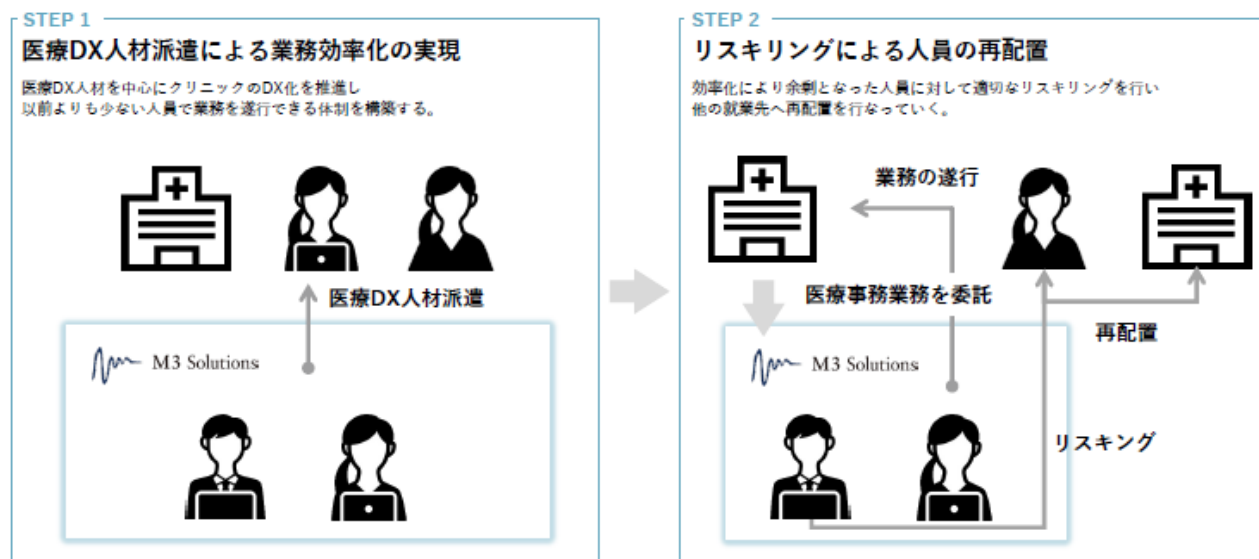 STEP 1
医療DX人材派遣による業務効率化の実現
医療DX人材を中心にクリニックのDX化を推進し
以前よりも少ない人員で業務を遂行できる体制を構築する。
医療DX人材派遣
M3 Solutions
STEP 2
リスキリングによる人員の再配置
効率化により余剰となった人員に対して適切なリスキリングを行い
他の就業先へ再配置を行なっていく。
業務の遂行
医療事務業務を委託
再配置
M3 Solutions
リスキング